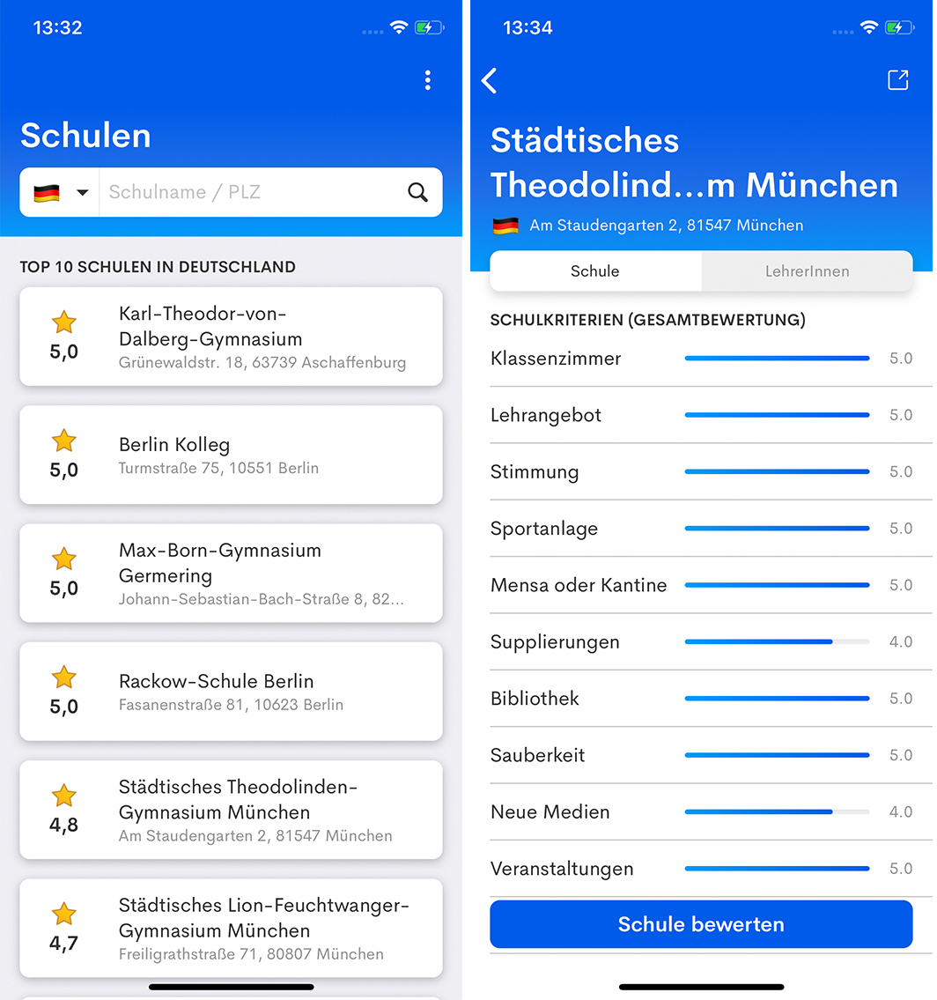 13:32
Schulen
Schulname / PLZ
TOP 10 SCHULEN IN DEUTSCHLAND
5,0
Karl-Theodor-von-
Dalberg-Gymnasium
Grünewaldstr. 18, 63739 Aschaffenburg
5,0
Berlin Kolleg
Turmstraße 75, 10551 Berlin
5,0
Max-Born-Gymnasium
Germering
Johann-Sebastian-Bach-Straße 8, 82...
5,0
Rackow-Schule Berlin
Fasanenstraße 81, 10623 Berlin
4,8
Städtisches Theodolinden-
Gymnasium München
Am Staudengarten 2, 81547 München
4,7
Städtisches Lion-Feuchtwanger-
Gymnasium München
Freiligrathstraße 71, 80807 München
13:34
Städtisches
Theodolind...m München
Am Staudengarten 2, 81547 München
Schule LehrerInnen
SCHULKRITERIEN (GESAMTBEWERTUNG)
Klassenzimmer 5.0
Lehrangebot 5.0
Stimmung 5.0
Sportanlage 5.0
Mensa oder Kantine 5.0
Supplierungen 4.0
Bibliothek 5.0
Sauberkeit 5.0
Neue Medien 4.0
Veranstaltungen 5.0
Schule bewerten